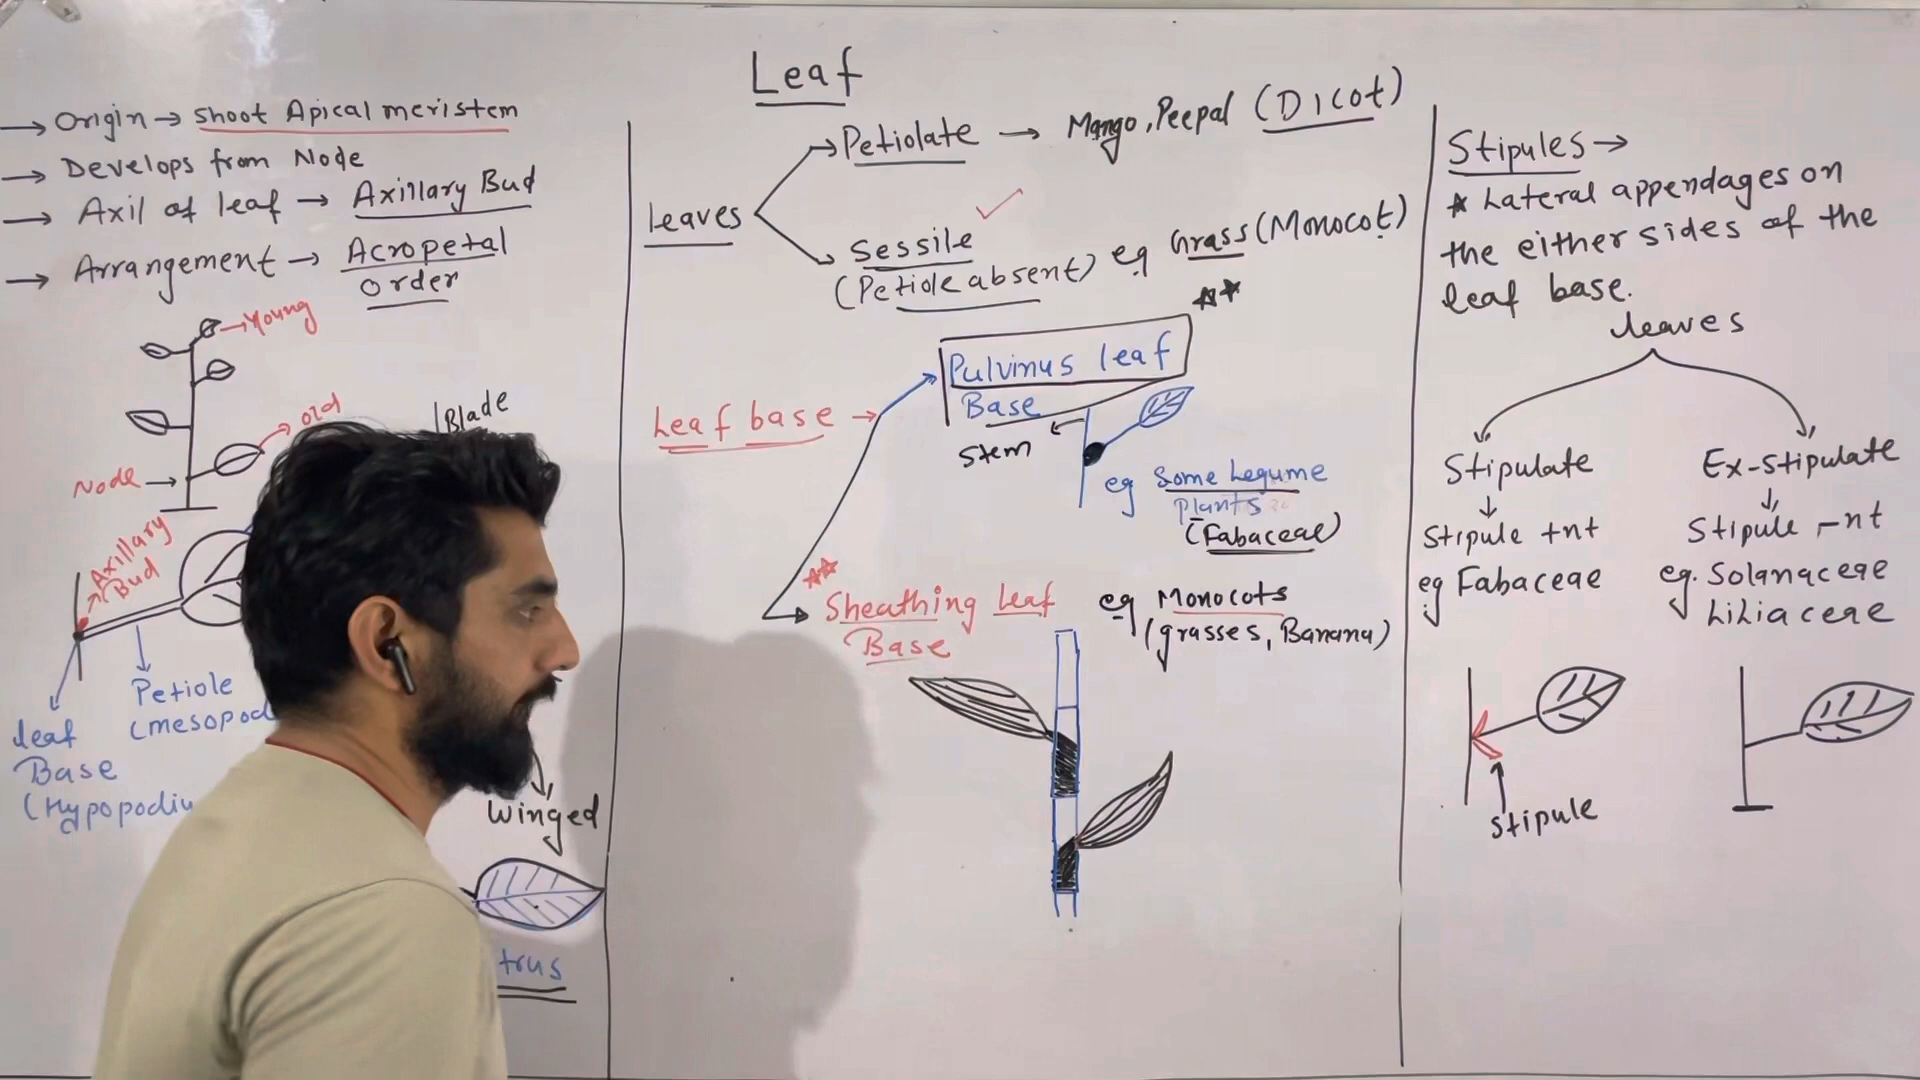 Leaf
→ Origin → Shoot Apical meristem
→ Develops from Node
→ Axil of leaf → Axillary Bud
→ Arrangement → Acropetal
order
→ Young
old
Node →
Blade
Axillary
Bud
Petiole
(mesopod
leaf
Base
(Hypopodiu
Winged
trus
leaves
Petiolate → Mango, Peepal (Dicot)
Sessile
(Petiole absent) eg Grass (Monocot)
Leaf base →
Pulvinus leaf
Base
Stem
eg Some Legume
Plants
(Fabaceae)
Sheathing Leaf
Base
eg Monocots
(grasses, Banana)
Stipules →
* Lateral appendages on
the either sides of the
leaf base.
leaves
Stipulate
Stipule +nt
eg Fabaceae
Ex-stipulate
Stipule -nt
eg. Solanaceae
Liliacere
Stipule